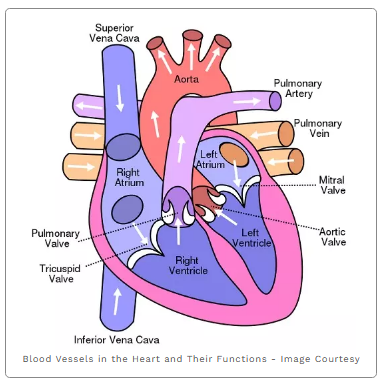 Superior
Vena Cava
Aorta
Pulmonary
Artery
Pulmonary
Vein
Left
Atrium
Right
Atrium
Mitral
Valve
Pulmonary
Valve
Left
Ventricle
Aortic
Valve
Tricuspid
Valve
Right
Ventricle
Inferior Vena Cava
Blood Vessels in the Heart and Their Functions - Image Courtesy